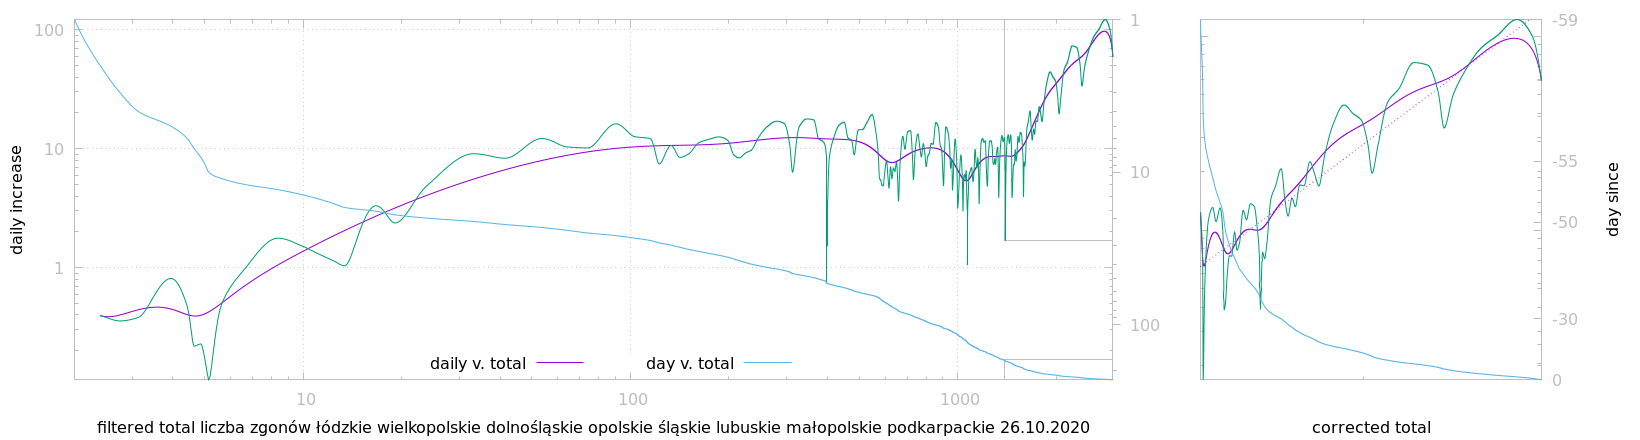 100
10
1
daily increase
daily v. total
day v. total
10
100
1000
1
10
100
filtered total liczba zgonów łódzkie wielkopolskie dolnośląskie opolskie śląskie lubuskie małopolskie podkarpackie 26.10.2020
-59
-55
-50
-30
0
day since
corrected total